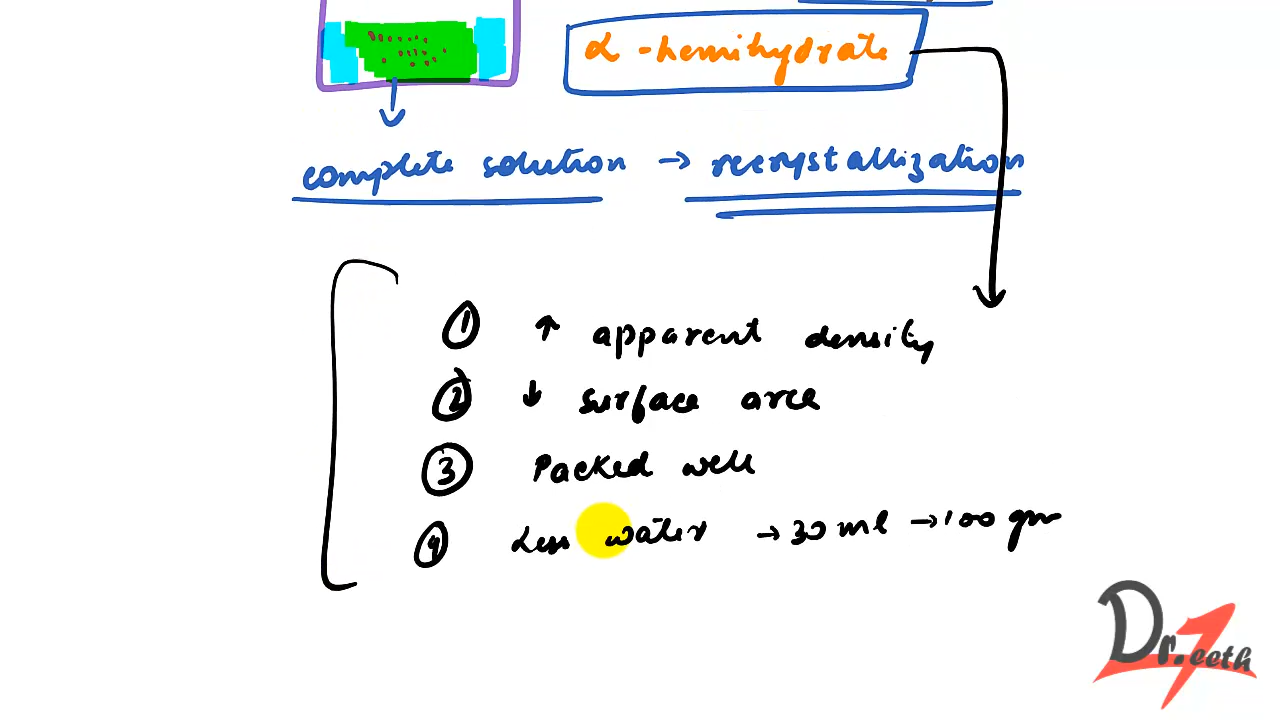 α - hemihydrate
complete solution → recrystallization
① ↑ apparent density
② ↓ surface area
③ Packed well
④ Less water → 30 ml → 100 gm
Dr.Teeth